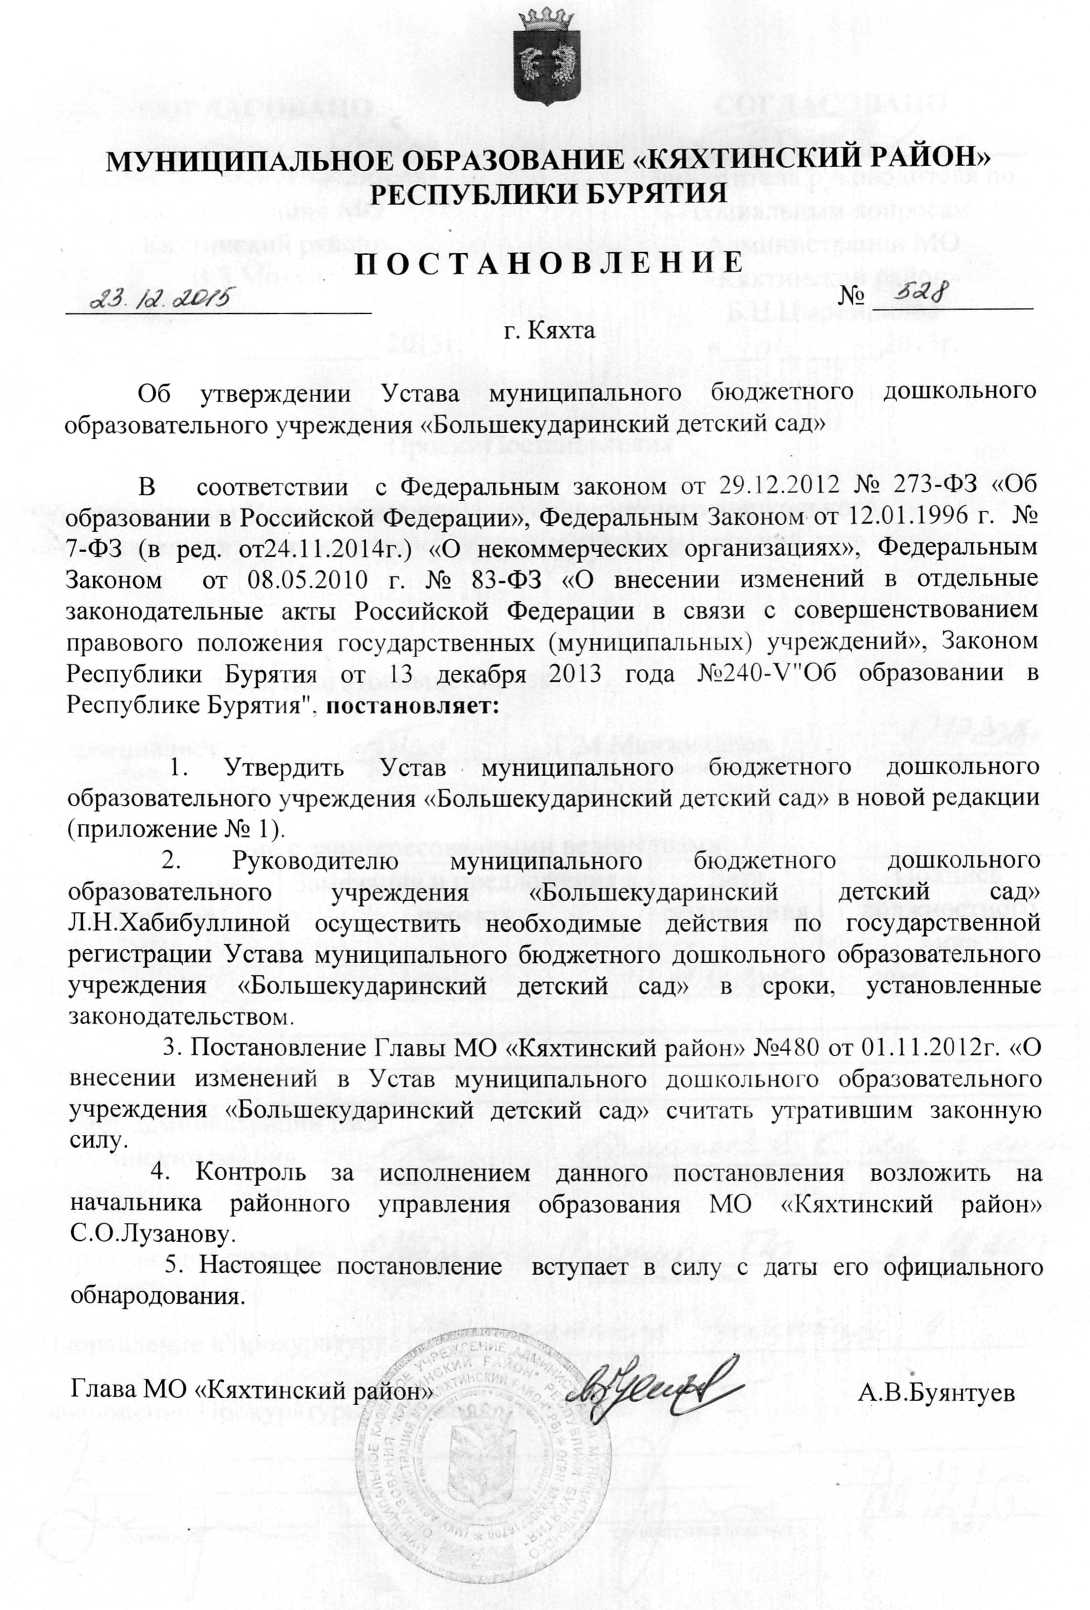 МУНИЦИПАЛЬНОЕ ОБРАЗОВАНИЕ «КЯХТИНСКИЙ РАЙОН»
РЕСПУБЛИКИ БУРЯТИЯ
П О С Т А Н О В Л Е Н И Е
23.12.2015 № 528
г. Кяхта
Об утверждении Устава муниципального бюджетного дошкольного
образовательного учреждения «Большекударинский детский сад»
В соответствии с Федеральным законом от 29.12.2012 № 273-ФЗ «Об
образовании в Российской Федерации», Федеральным Законом от 12.01.1996 г. №
7-ФЗ (в ред. от24.11.2014г.) «О некоммерческих организациях», Федеральным
Законом от 08.05.2010 г. № 83-ФЗ «О внесении изменений в отдельные
законодательные акты Российской Федерации в связи с совершенствованием
правового положения государственных (муниципальных) учреждений», Законом
Республики Бурятия от 13 декабря 2013 года №240-V"Об образовании в
Республике Бурятия", постановляет:
1. Утвердить Устав муниципального бюджетного дошкольного
образовательного учреждения «Большекударинский детский сад» в новой редакции
(приложение № 1).
2. Руководителю муниципального бюджетного дошкольного
образовательного учреждения «Большекударинский детский сад»
Л.Н.Хабибуллиной осуществить необходимые действия по государственной
регистрации Устава муниципального бюджетного дошкольного образовательного
учреждения «Большекударинский детский сад» в сроки, установленные
законодательством.
3. Постановление Главы МО «Кяхтинский район» №480 от 01.11.2012г. «О
внесении изменений в Устав муниципального дошкольного образовательного
учреждения «Большекударинский детский сад» считать утратившим законную
силу.
4. Контроль за исполнением данного постановления возложить на
начальника районного управления образования МО «Кяхтинский район»
С.О.Лузанову.
5. Настоящее постановление вступает в силу с даты его официального
обнародования.
Глава МО «Кяхтинский район» А.В.Буянтуев